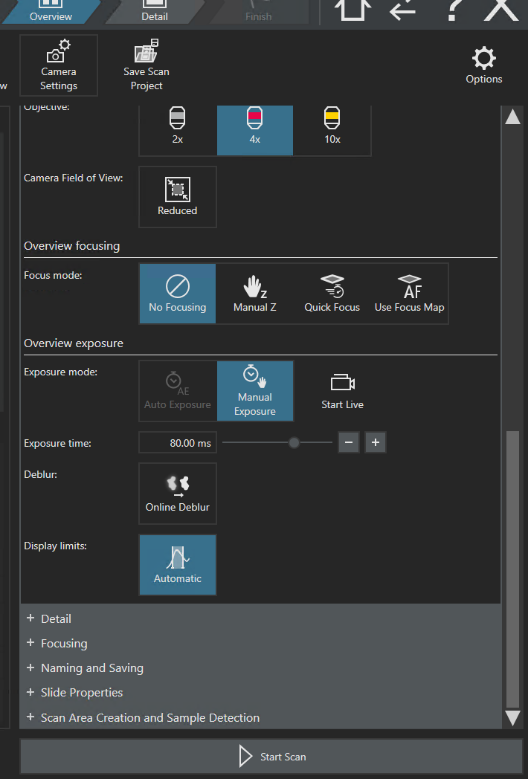 Overview
Detail
Finish
w
Camera
Settings
Save Scan
Project
Options
Objective:
2x
4x
10x
Camera Field of View:
Reduced
Overview focusing
Focus mode:
No Focusing
Z
Manual Z
Quick Focus
AF
Use Focus Map
Overview exposure
Exposure mode:
AE
Auto Exposure
Manual
Exposure
Start Live
Exposure time:
80.00 ms
− +
Deblur:
Online Deblur
Display limits:
Automatic
+ Detail
+ Focusing
+ Naming and Saving
+ Slide Properties
+ Scan Area Creation and Sample Detection
Start Scan